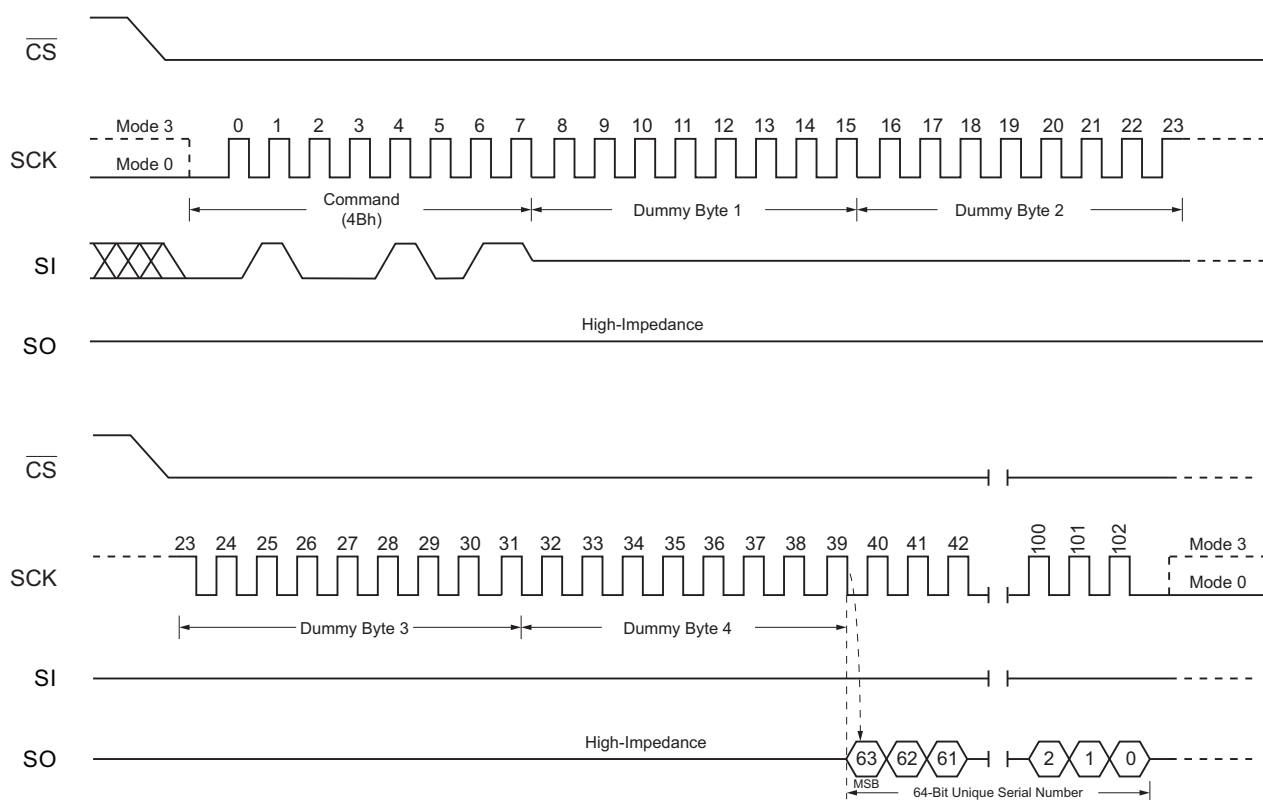 CS
Mode 3 0 1 2 3 4 5 6 7 8 9 10 11 12 13 14 15 16 17 18 19 20 21 22 23
SCK Mode 0
Command
(4Bh) Dummy Byte 1 Dummy Byte 2
SI
High-Impedance
SO
CS
23 24 25 26 27 28 29 30 31 32 33 34 35 36 37 38 39 40 41 42 100 101 102 Mode 3
SCK Mode 0
Dummy Byte 3 Dummy Byte 4
SI
High-Impedance
SO 63 62 61 2 1 0
MSB 64-Bit Unique Serial Number